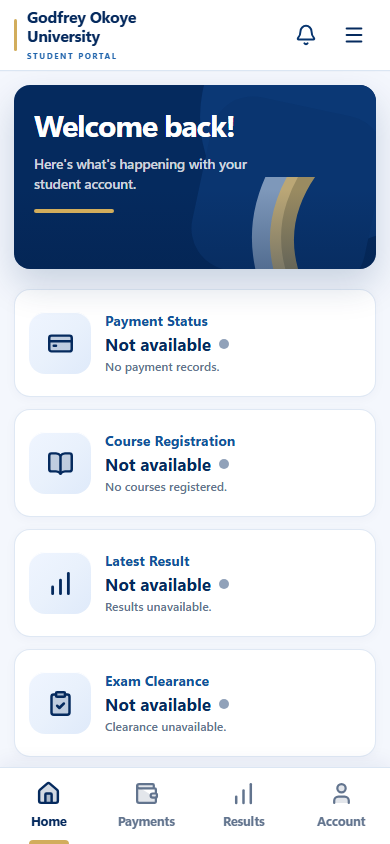 Godfrey Okoye
University
STUDENT PORTAL
Welcome back!
Here's what's happening with your
student account.
Payment Status
Not available
No payment records.
Course Registration
Not available
No courses registered.
Latest Result
Not available
Results unavailable.
Exam Clearance
Not available
Clearance unavailable.
Home
Payments
Results
Account